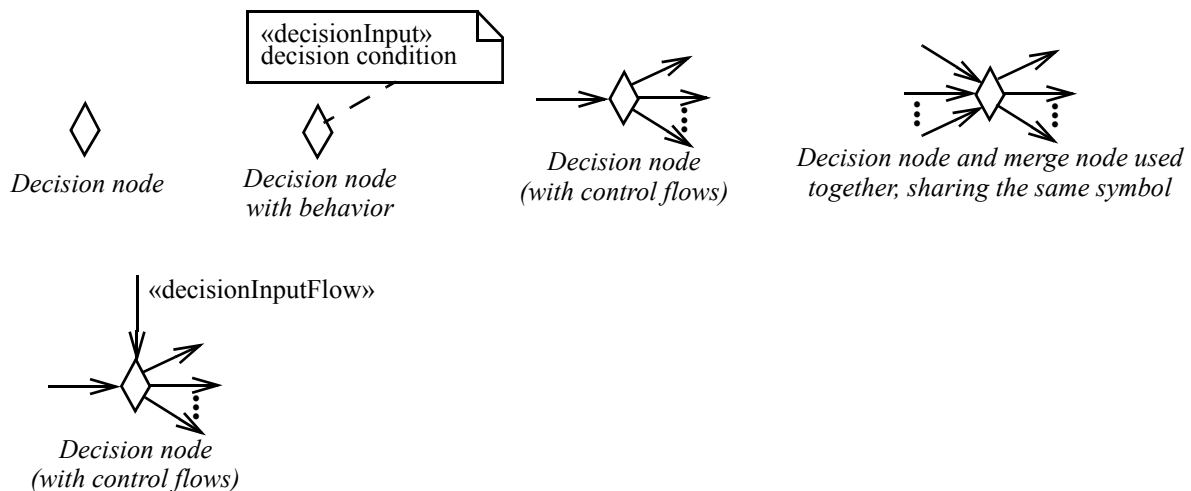 «decisionInput»
decision condition
Decision node
Decision node
with behavior
Decision node
(with control flows)
Decision node and merge node used
together, sharing the same symbol
«decisionInputFlow»
Decision node
(with control flows)